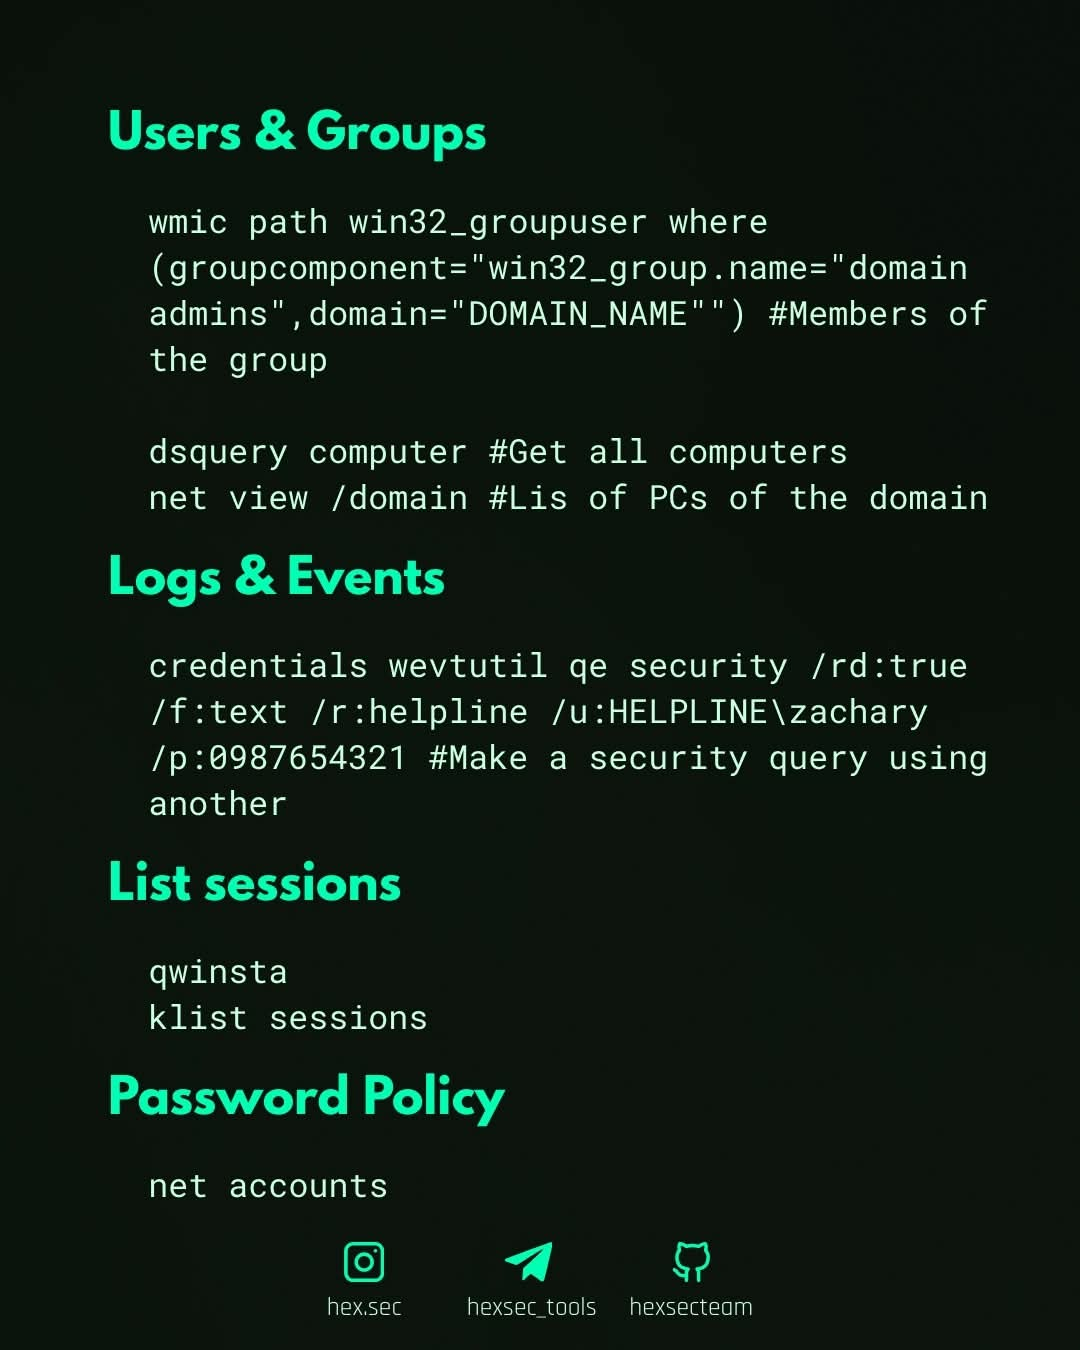 Users & Groups
wmic path win32_groupuser where
(groupcomponent="win32_group.name="domain
admins",domain="DOMAIN_NAME"") #Members of
the group
dsquery computer #Get all computers
net view /domain #Lis of PCs of the domain
Logs & Events
credentials wevtutil qe security /rd:true
/f:text /r:helpline /u:HELPLINE\zachary
/p:0987654321 #Make a security query using
another
List sessions
qwinsta
klist sessions
Password Policy
net accounts
hex.sec hexsec_tools hexsecteam